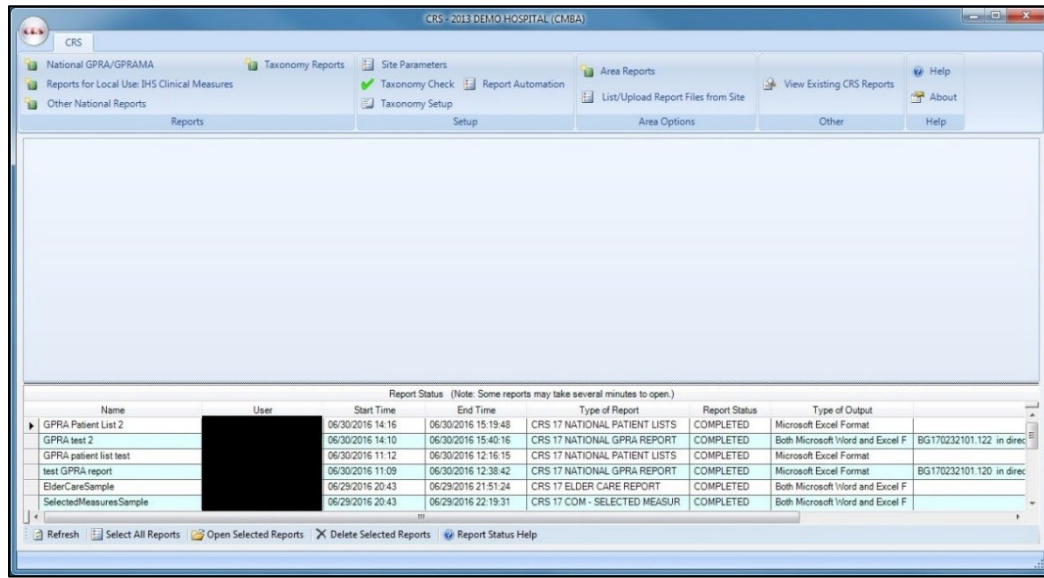 CRS - 2013 DEMO HOSPITAL (CMBA)
CRS
National GPRA/GPRAMA Taxonomy Reports
Reports for Local Use: IHS Clinical Measures
Other National Reports
Reports
Site Parameters
Taxonomy Check Report Automation
Taxonomy Setup
Setup
Area Reports
List/Upload Report Files from Site
Area Options
View Existing CRS Reports
Other
Help
About
Help
Report Status (Note: Some reports may take several minutes to open.)
Name User Start Time End Time Type of Report Report Status Type of Output
GPRA Patient List 2 06/30/2016 14:16 06/30/2016 15:19:48 CRS 17 NATIONAL PATIENT LISTS COMPLETED Microsoft Excel Format
GPRA test 2 06/30/2016 14:10 06/30/2016 15:40:16 CRS 17 NATIONAL GPRA REPORT COMPLETED Both Microsoft Word and Excel F BG170232101.122 in direc
GPRA patient list test 06/30/2016 11:12 06/30/2016 12:16:15 CRS 17 NATIONAL PATIENT LISTS COMPLETED Microsoft Excel Format
test GPRA report 06/30/2016 11:09 06/30/2016 12:38:42 CRS 17 NATIONAL GPRA REPORT COMPLETED Microsoft Excel Format BG170232101.120 in direc
ElderCareSample 06/29/2016 20:43 06/29/2016 21:51:24 CRS 17 ELDER CARE REPORT COMPLETED Both Microsoft Word and Excel F
SelectedMeasuresSample 06/29/2016 20:43 06/29/2016 22:19:31 CRS 17 COM - SELECTED MEASUR COMPLETED Both Microsoft Word and Excel F
Refresh Select All Reports Open Selected Reports Delete Selected Reports Report Status Help